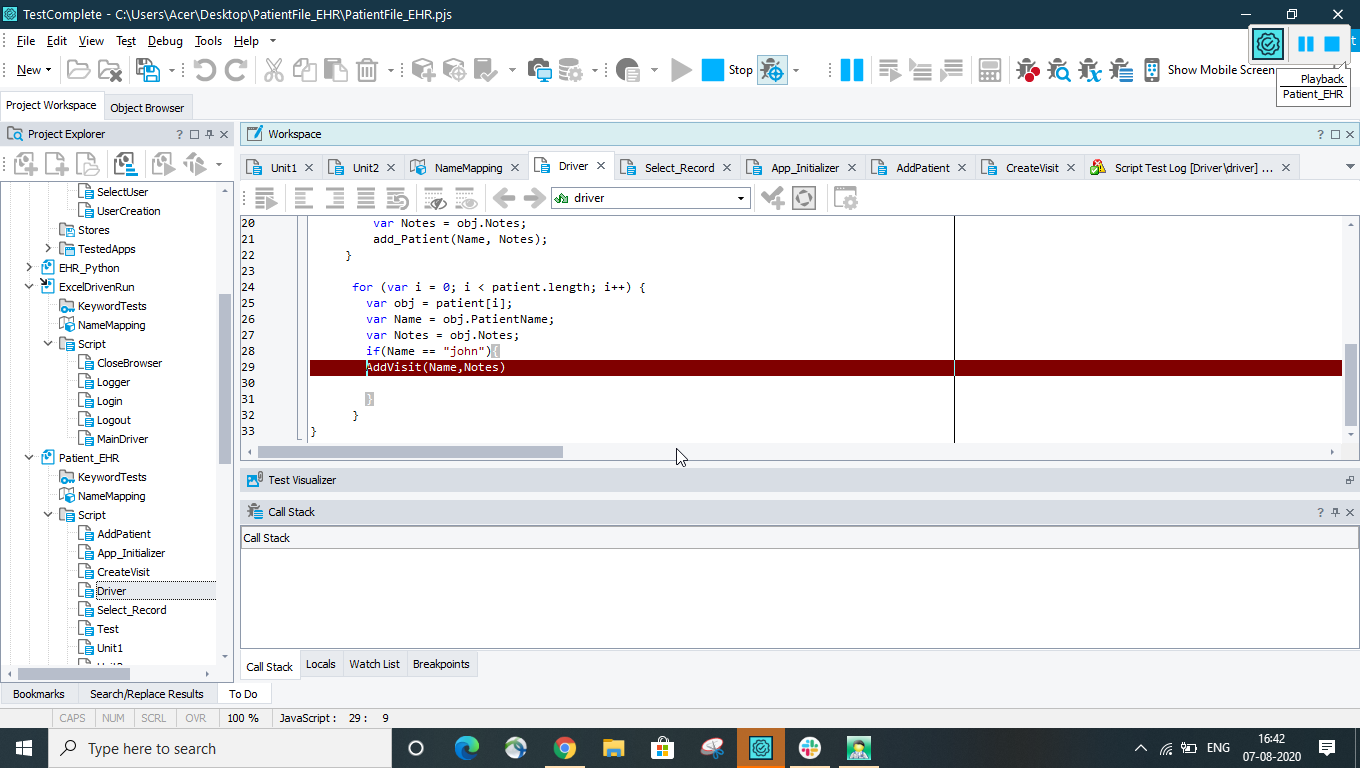 TestComplete - C:\Users\Acer\Desktop\PatientFile_EHR\PatientFile_EHR.pjs
File Edit View Test Debug Tools Help
New Stop Show Mobile Screen
Playback
Patient_EHR
Project Workspace Object Browser
Project Explorer ?
Workspace ?
Unit1 Unit2 NameMapping Driver Select_Record App_Initializer AddPatient CreateVisit Script Test Log [Driver\driver] ...
driver
SelectUser
UserCreation
Stores
TestedApps
EHR_Python
ExcelDrivenRun
KeywordTests
NameMapping
Script
CloseBrowser
Logger
Login
Logout
MainDriver
Patient_EHR
KeywordTests
NameMapping
Script
AddPatient
App_Initializer
CreateVisit
Driver
Select_Record
Test
Unit1
20 var Notes = obj.Notes;
21 add_Patient(Name, Notes);
22 }
23
24 for (var i = 0; i < patient.length; i++) {
25 var obj = patient[i];
26 var Name = obj.PatientName;
27 var Notes = obj.Notes;
28 if(Name == "john"){
29 AddVisit(Name,Notes)
30
31 }
32 }
33 }
Test Visualizer
Call Stack ?
Call Stack
Call Stack Locals Watch List Breakpoints
Bookmarks Search/Replace Results To Do
CAPS NUM SCRL OVR 100 % JavaScript : 29 : 9
Type here to search
ENG
16:42
07-08-2020